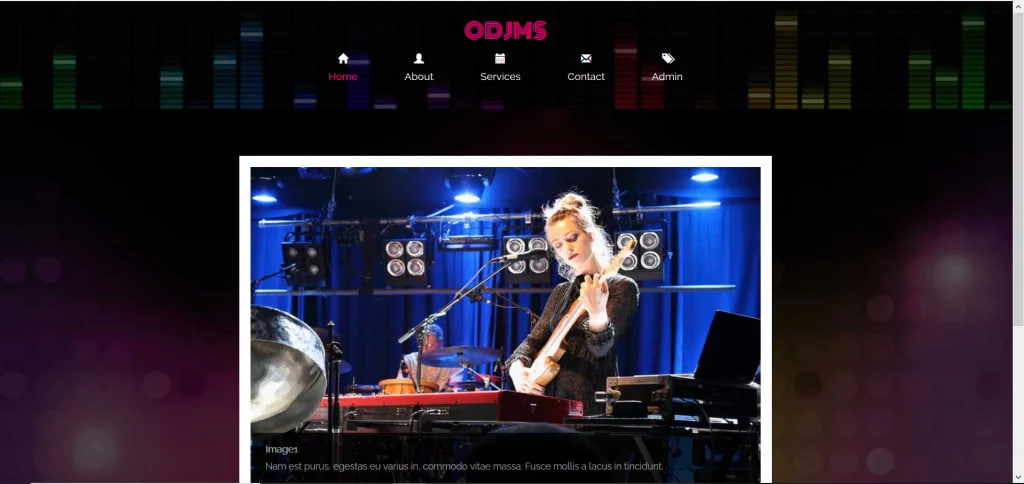 ODJMS
Home About Services Contact Admin
Image1
Nam est purus, egestas eu varius in, commodo vitae massa. Fusce mollis a lacus in tincidunt.